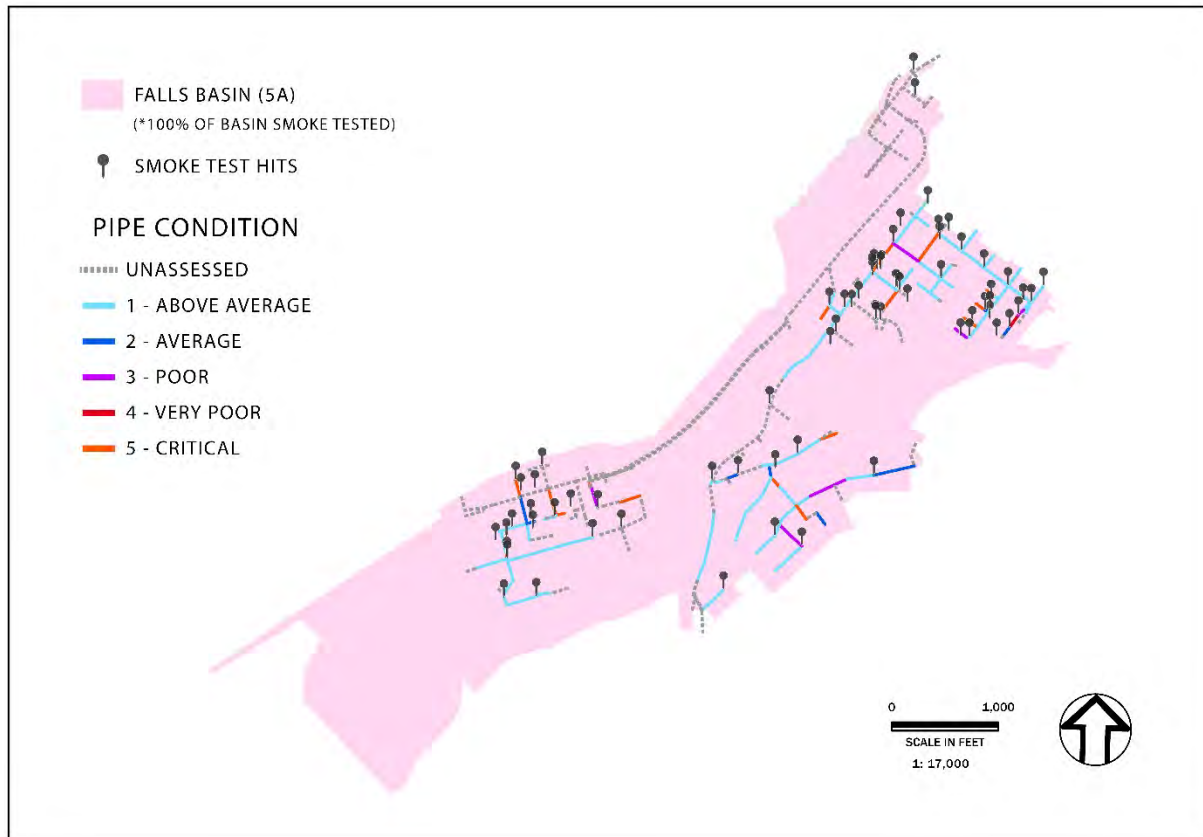 FALLS BASIN (5A)
(*100% OF BASIN SMOKE TESTED)
SMOKE TEST HITS
PIPE CONDITION
UNASSESSED
1 - ABOVE AVERAGE
2 - AVERAGE
3 - POOR
4 - VERY POOR
5 - CRITICAL
0 1,000
SCALE IN FEET
1: 17,000